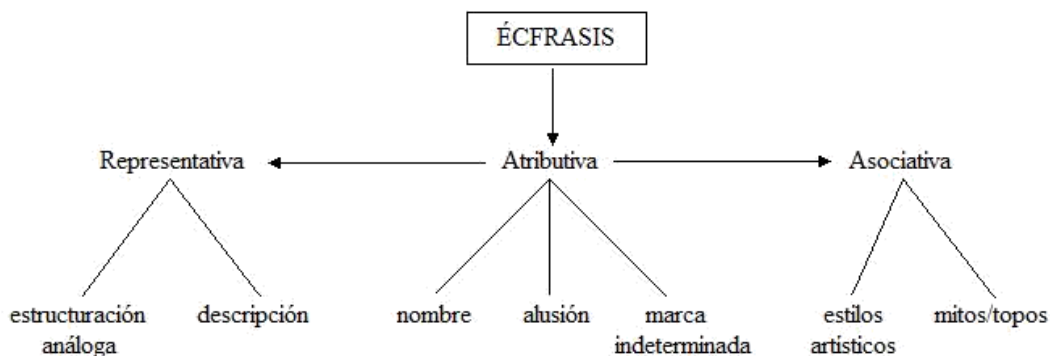 ÉCFRASIS
Representativa
Atributiva
Asociativa
estructuración
análoga
descripción
nombre
alusión
marca
indeterminada
estilos
artísticos
mitos/topos